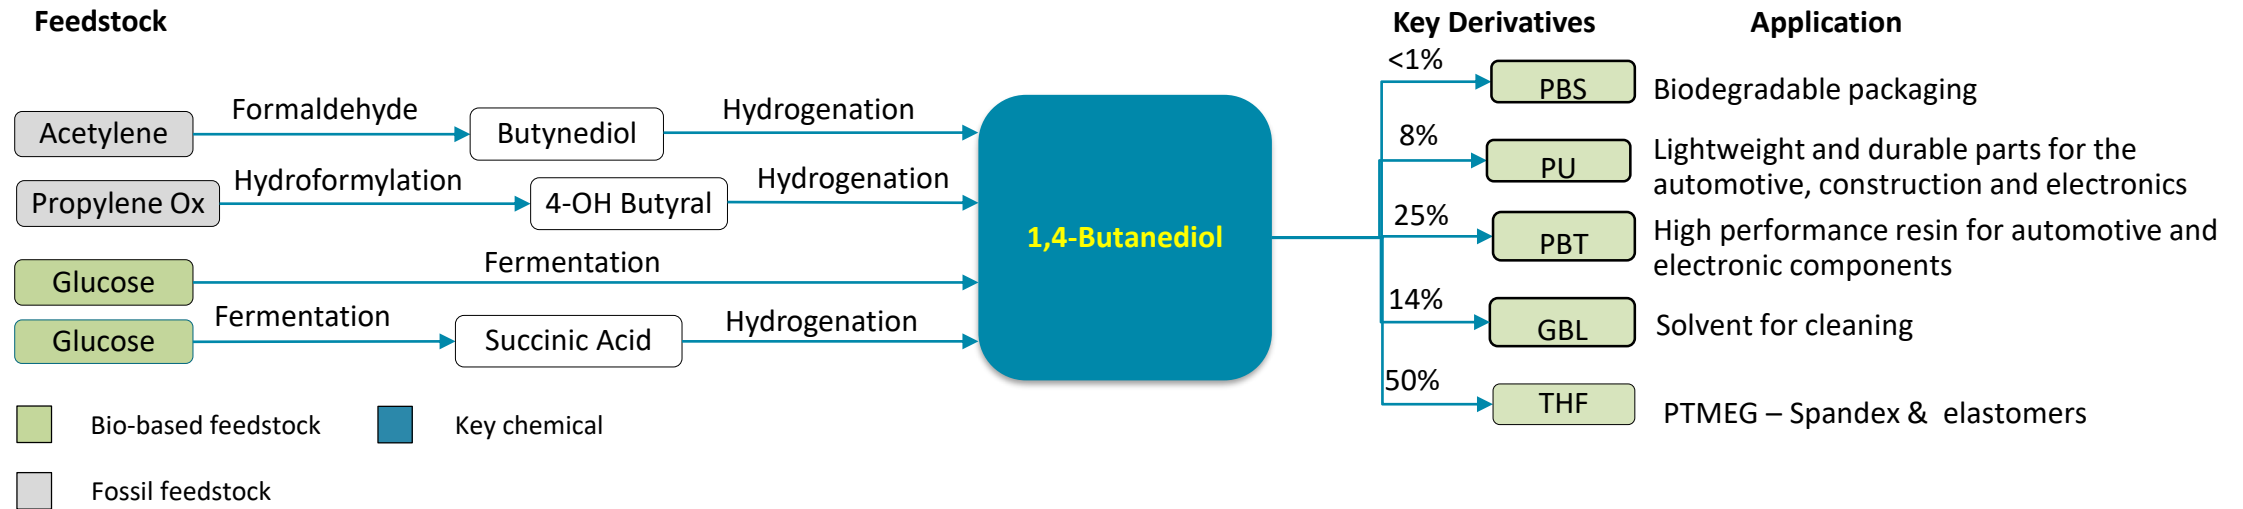 Feedstock
Key Derivatives
Application
Acetylene
Formaldehyde
Butynediol
Hydrogenation
Propylene Ox
Hydroformylation
4-OH Butyral
Hydrogenation
Glucose
Fermentation
Glucose
Fermentation
Succinic Acid
Hydrogenation
1,4-Butanediol
<1%
PBS
Biodegradable packaging
8%
PU
Lightweight and durable parts for the
automotive, construction and electronics
25%
PBT
High performance resin for automotive and
electronic components
14%
GBL
Solvent for cleaning
50%
THF
PTMEG – Spandex & elastomers
Bio-based feedstock
Key chemical
Fossil feedstock